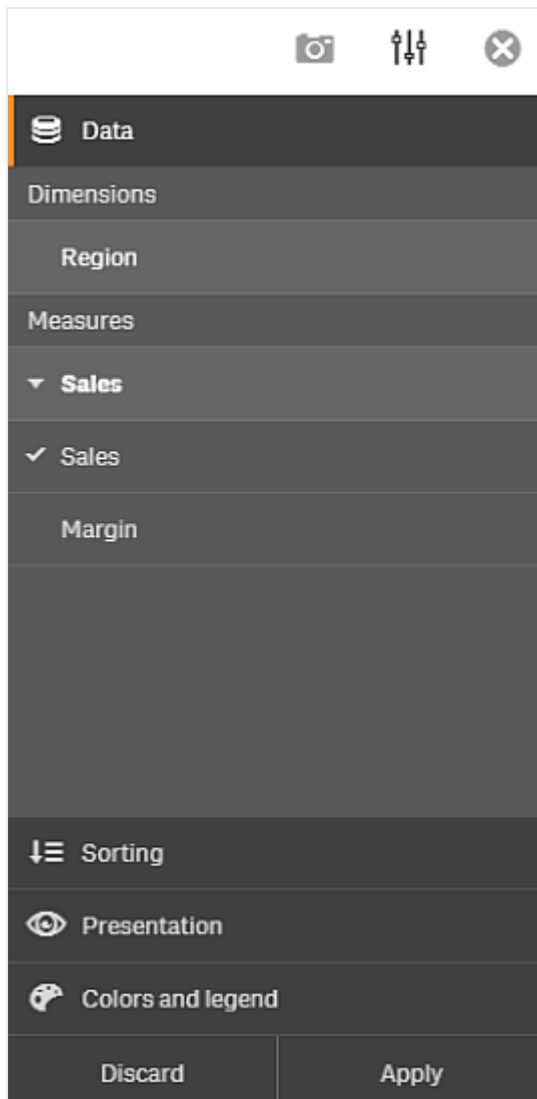 Data
Dimensions
Region
Measures
Sales
Sales
Margin
Sorting
Presentation
Colors and legend
Discard Apply